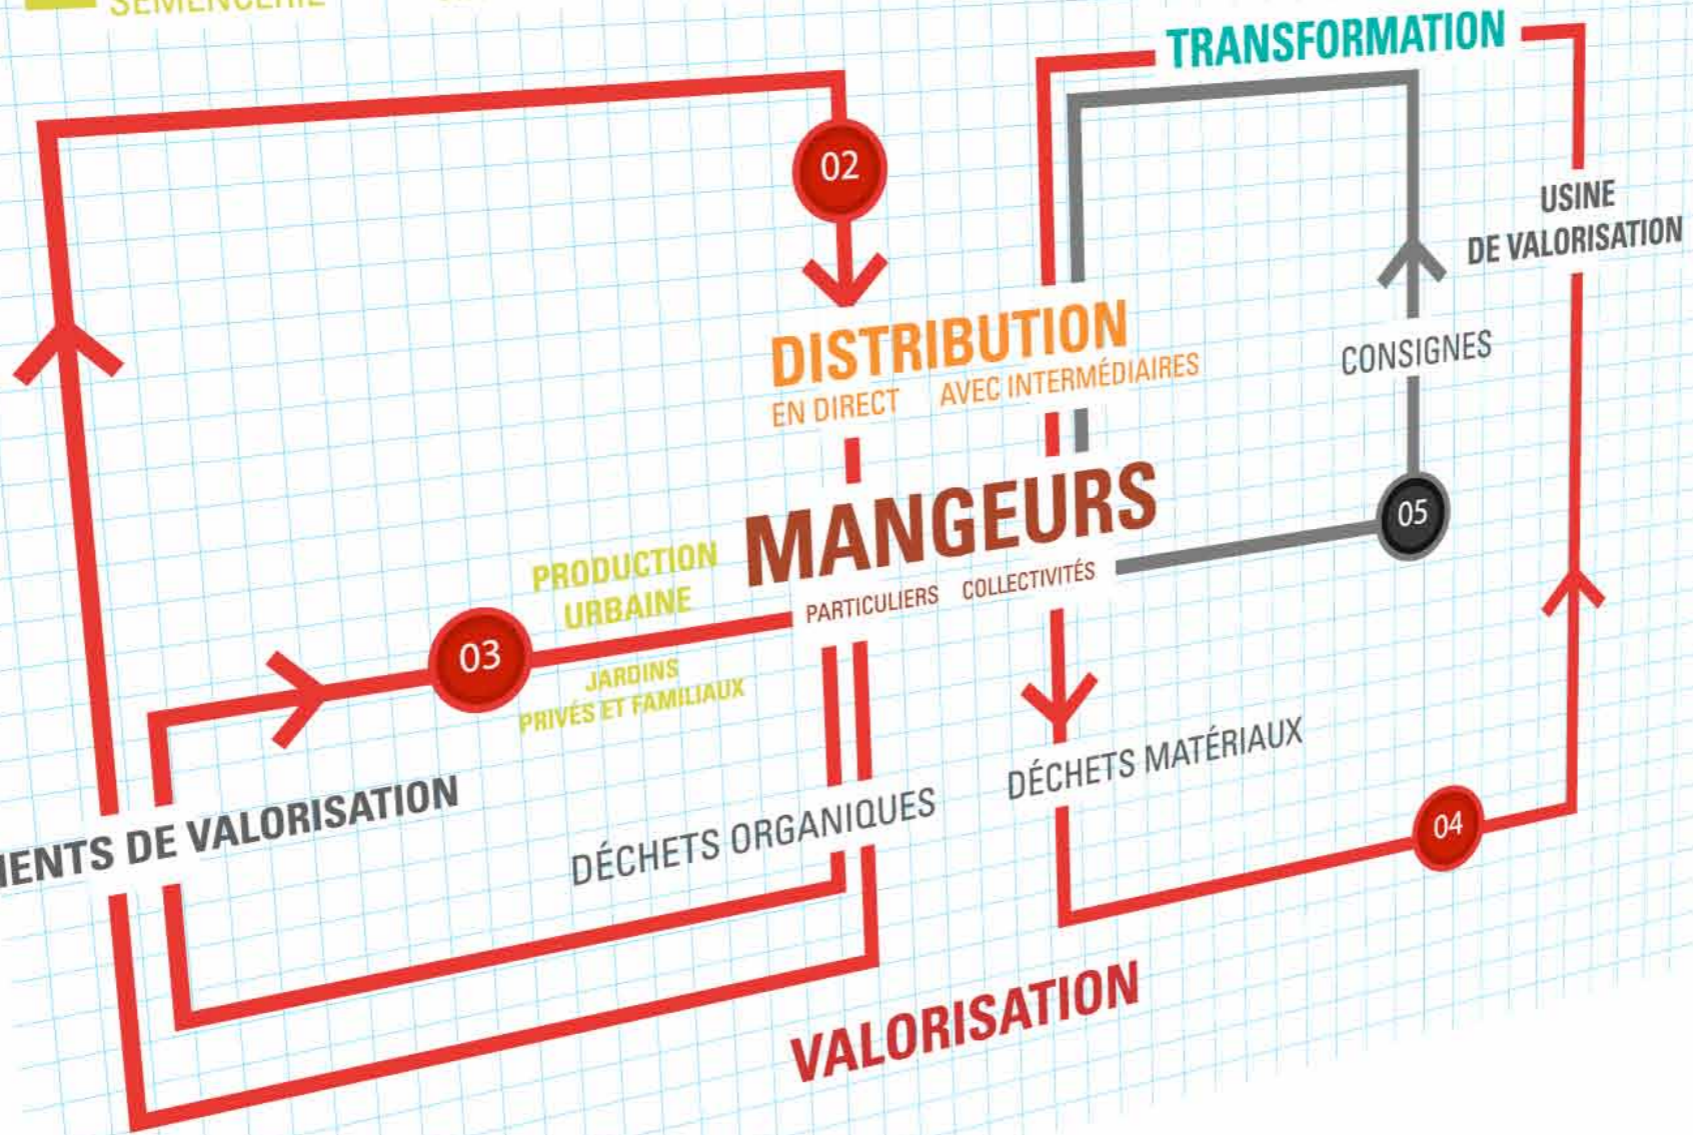 SEMENCERIE
TRANSFORMATION
02
USINE
DE VALORISATION
DISTRIBUTION
EN DIRECT AVEC INTERMÉDIAIRES
CONSIGNES
MANGEURS
PARTICULIERS COLLECTIVITÉS
05
PRODUCTION
URBAINE
03
JARDINS
PRIVÉS ET FAMILIAUX
DÉCHETS MATÉRIAUX
DE VALORISATION
DÉCHETS ORGANIQUES
04
VALORISATION